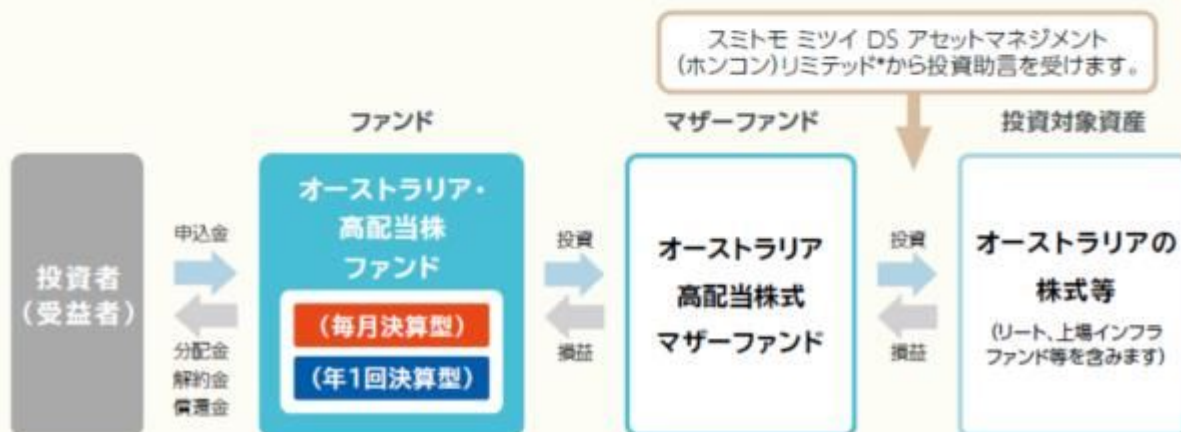 スミトモ ミツイ DS アセットマネジメント
(ホンコン)リミテッド*から投資助言を受けます。
ファンド
マザーファンド
投資対象資産
投資者
(受益者)
申込金
分配金
解約金
償還金
オーストラリア・
高配当株
ファンド
(毎月決算型)
(年1回決算型)
投資
損益
オーストラリア
高配当株式
マザーファンド
投資
損益
オーストラリアの
株式等
(リート、上場インフラ
ファンド等を含みます)